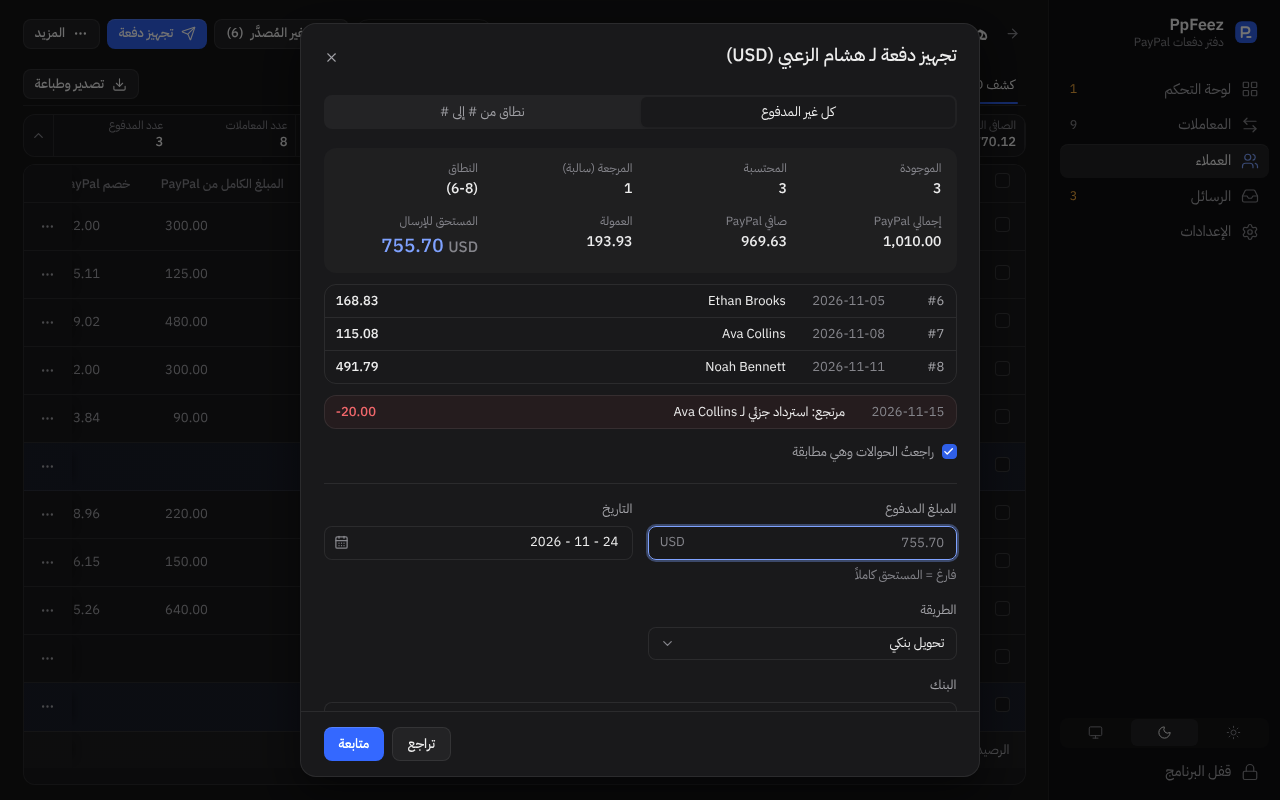 PpFeez
دفتر دفعات PayPal
لوحة التحكم
1
المعاملات
9
العملاء
الرسائل
3
الإعدادات
قفل البرنامج
تجهيز دفعة
المزيد
كشف
تصدير وطباعة
عدد المعاملات
8
عدد المدفوع
3
70.12
المبلغ الكامل من PayPal
خصم
300.00
2.00
125.00
5.11
480.00
9.02
300.00
2.00
90.00
3.84
220.00
8.96
150.00
6.15
640.00
5.26
تجهيز دفعة لـ هشام الزعبي (USD)
كل غير المدفوع
نطاق من # إلى #
الموجودة
3
المحتسبة
3
المرجعة (سالبة)
1
النطاق
(6-8)
إجمالي PayPal
1,010.00
صافي PayPal
969.63
العمولة
193.93
المستحق للإرسال
755.70 USD
#6 2026-11-05 Ethan Brooks 168.83
#7 2026-11-08 Ava Collins 115.08
#8 2026-11-11 Noah Bennett 491.79
2026-11-15 مرتجع: استرداد جزئي لـ Ava Collins -20.00
راجعتُ الحوالات وهي مطابقة
المبلغ المدفوع
755.70 USD
فارغ = المستحق كاملاً
التاريخ
2026 - 11 - 24
الطريقة
تحويل بنكي
البنك
تراجع
متابعة